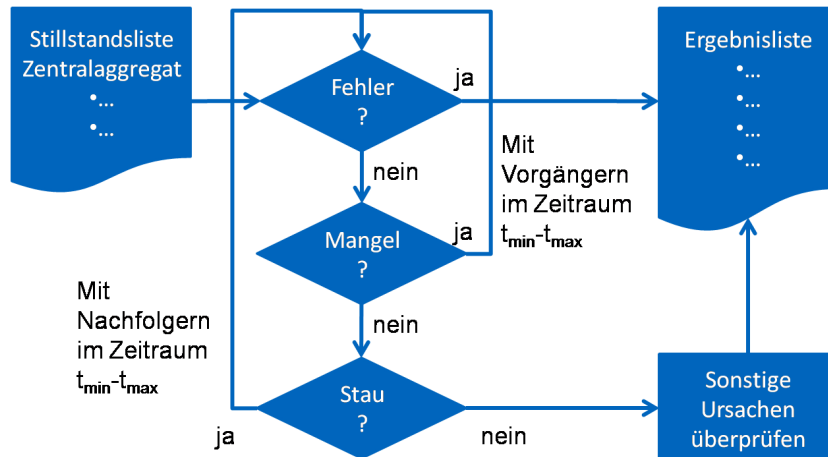 Stillstandsliste
Zentralaggregat
•...
•...
Fehler
?
ja
Ergebnisliste
•...
•...
•...
nein
Mit
Vorgängern
im Zeitraum
tmin-tmax
Mangel
?
ja
Mit
Nachfolgern
im Zeitraum
tmin-tmax
nein
Stau
?
ja
nein
Sonstige
Ursachen
überprüfen